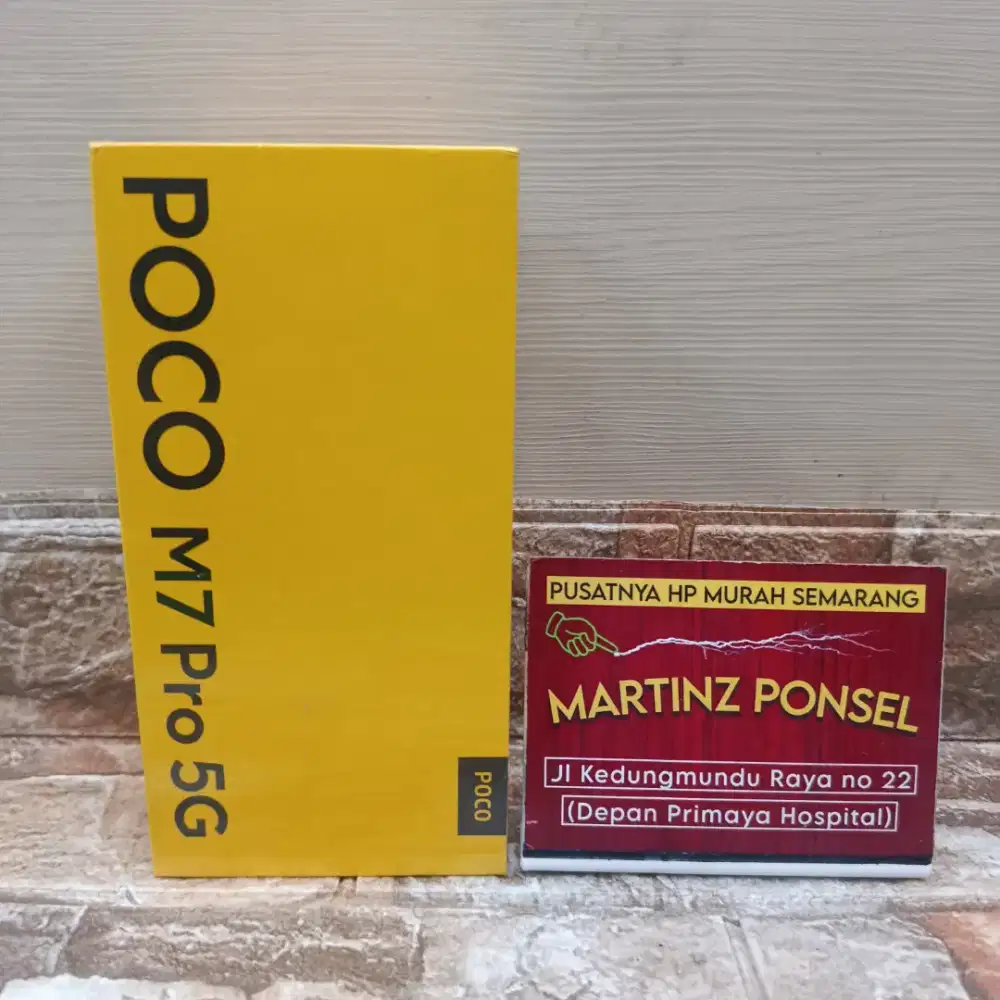 POCO M7 Pro 5G
POCO
PUSATNYA HP MURAH SEMARANG
MARTINZ PONSEL
Jl Kedungmundu Raya no 22
(Depan Primaya Hospital)